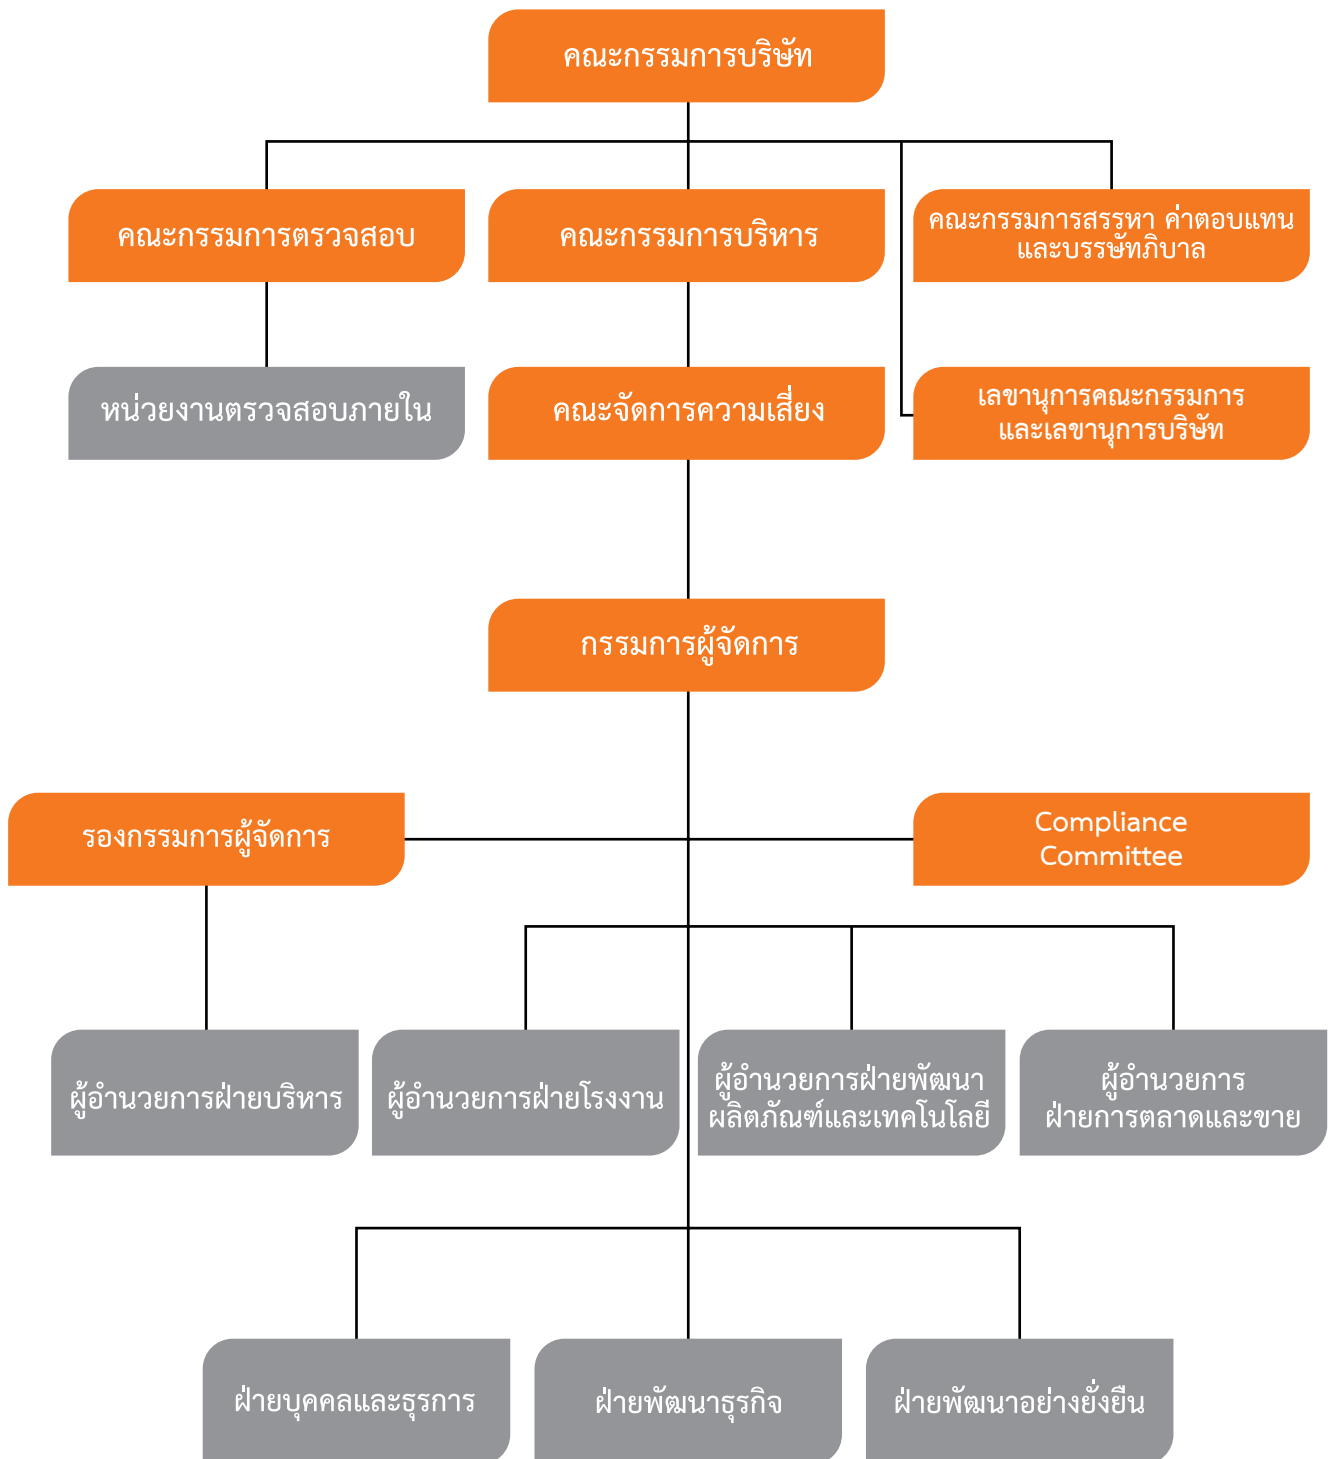 คณะกรรมการบริษัท
คณะกรรมการตรวจสอบ
คณะกรรมการบริหาร
คณะกรรมการสรรหา ค่าตอบแทน
และบรรษัทภิบาล
หน่วยงานตรวจสอบภายใน
คณะจัดการความเสี่ยง
เลขานุการคณะกรรมการ
และเลขานุการบริษัท
กรรมการผู้จัดการ
รองกรรมการผู้จัดการ
Compliance
Committee
ผู้อำนวยการฝ่ายบริหาร
ผู้อำนวยการฝ่ายโรงงาน
ผู้อำนวยการฝ่ายพัฒนา
ผลิตภัณฑ์และเทคโนโลยี
ผู้อำนวยการ
ฝ่ายการตลาดและขาย
ฝ่ายบุคคลและธุรการ
ฝ่ายพัฒนาธุรกิจ
ฝ่ายพัฒนาอย่างยั่งยืน